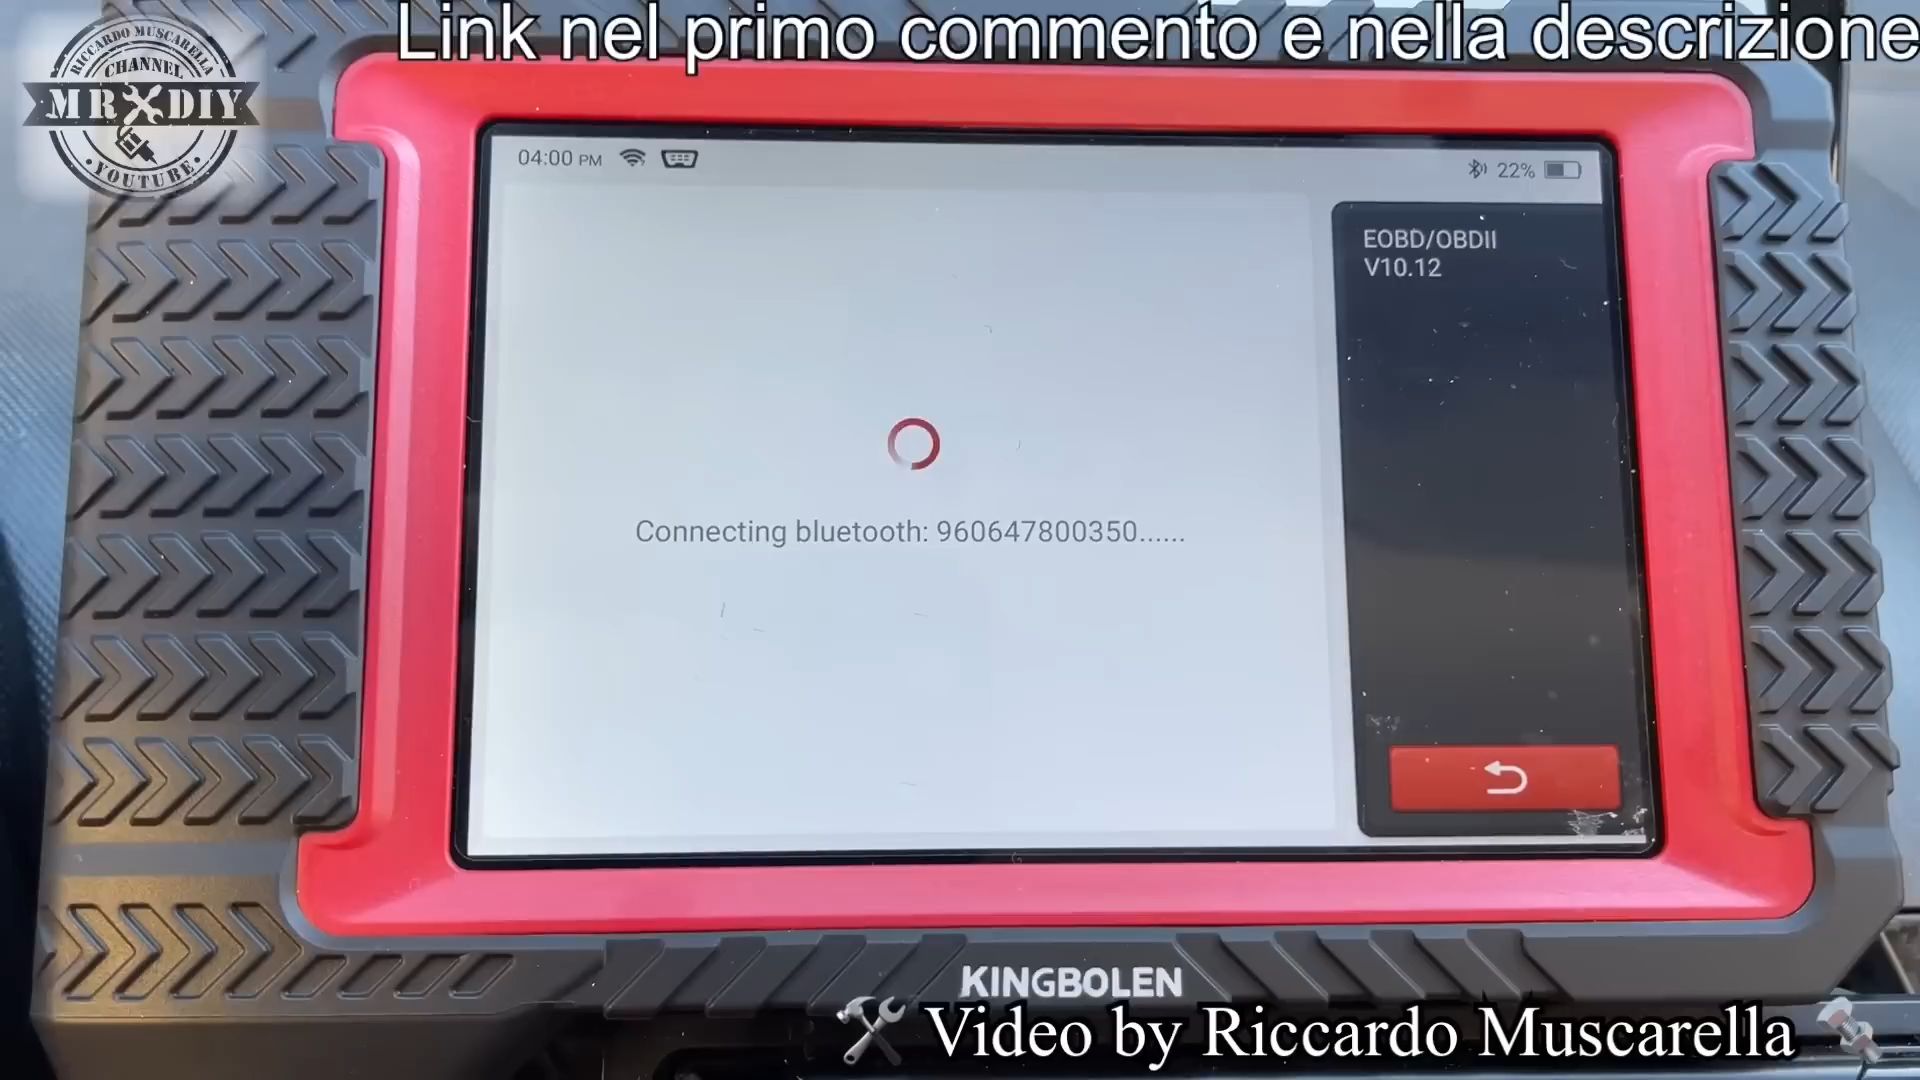 Link nel primo commento e nella descrizione
RICCARDO MUSCARELLA
CHANNEL
MR DIY
YOUTUBE
04:00 PM
22%
EOBD/OBDII
V10.12
Connecting bluetooth: 960647800350......
KINGBOLEN
Video by Riccardo Muscarella